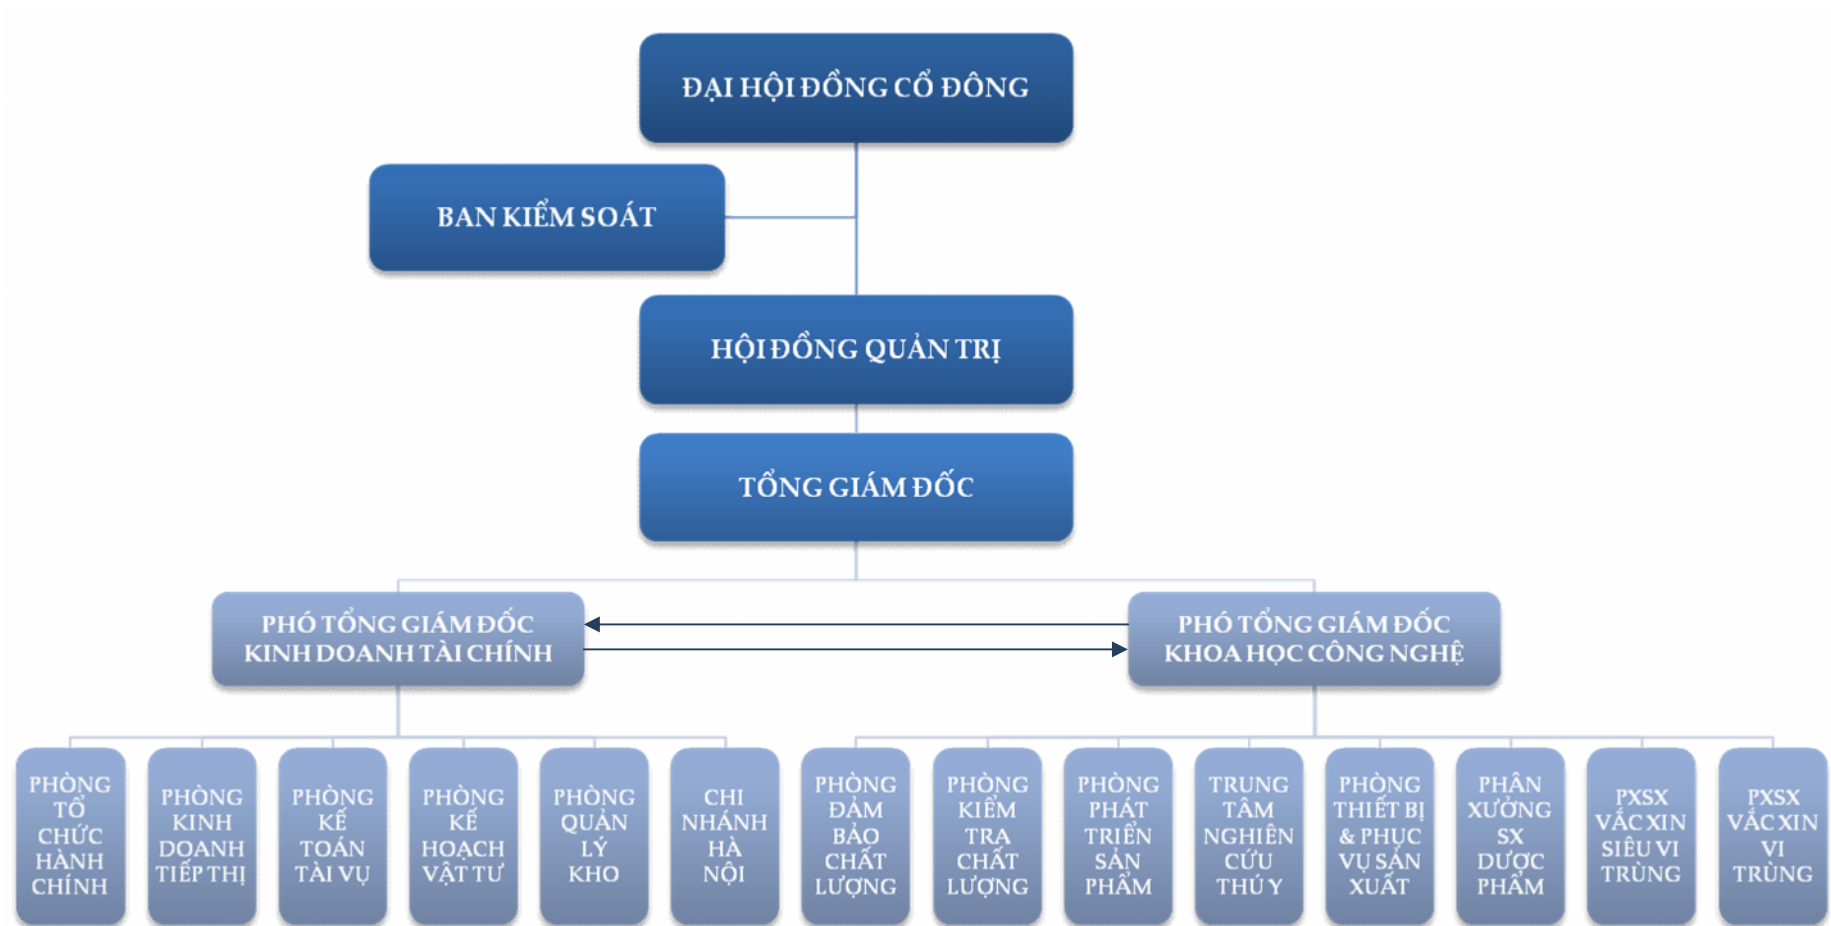 ĐẠI HỘI ĐỒNG CỔ ĐÔNG
BAN KIỂM SOÁT
HỘI ĐỒNG QUẢN TRỊ
TỔNG GIÁM ĐỐC
PHÓ TỔNG GIÁM ĐỐC
KINH DOANH TÀI CHÍNH
PHÓ TỔNG GIÁM ĐỐC
KHOA HỌC CÔNG NGHỆ
PHÒNG
TỔ
CHỨC
HÀNH
CHÍNH
PHÒNG
KINH
DOANH
TIẾP THỊ
PHÒNG
KẾ
TOÁN
TÀI VỤ
PHÒNG
KẾ
HOẠCH
VẬT TƯ
PHÒNG
QUẢN
LÝ
KHO
CHI
NHÁNH
HÀ
NỘI
PHÒNG
ĐẢM
BẢO
CHẤT
LƯỢNG
PHÒNG
KIỂM
TRA
CHẤT
LƯỢNG
PHÒNG
PHÁT
TRIỂN
SẢN
PHẨM
TRUNG
TÂM
NGHIÊN
CỨU
THÚ Y
PHÒNG
THIẾT BỊ
& PHỤC
VỤ SẢN
XUẤT
PHÂN
XƯỞNG
SX
DƯỢC
PHẨM
PXSX
VẮC XIN
SIÊU VI
TRÙNG
PXSX
VẮC XIN
VI
TRÙNG